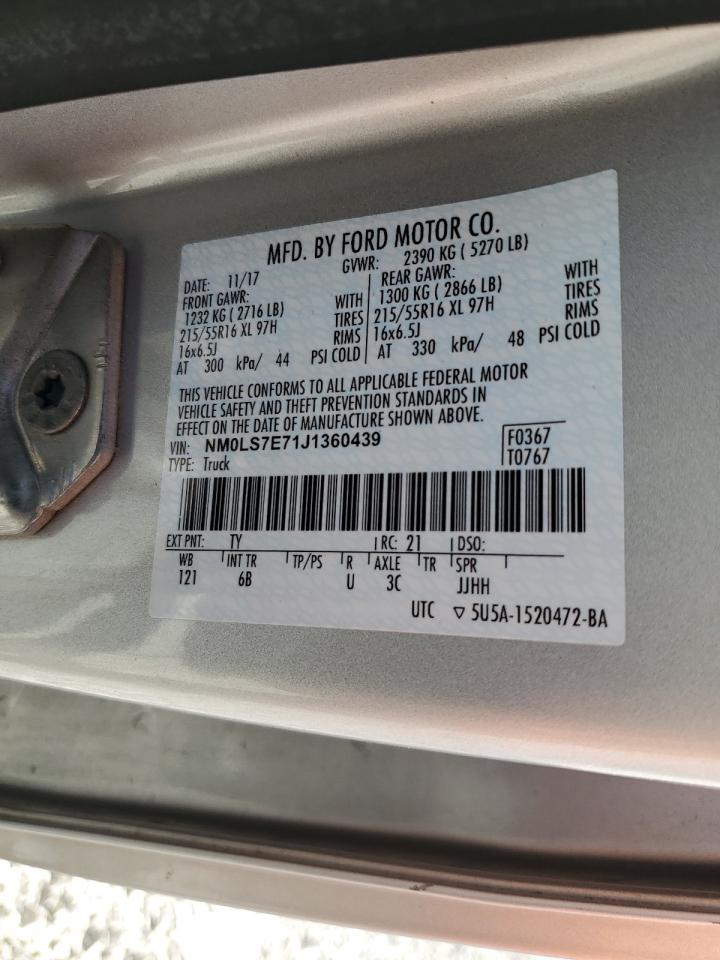 MFD. BY FORD MOTOR CO.
DATE: 11/17 GVWR: 2390 KG ( 5270 LB)
FRONT GAWR: REAR GAWR:
1232 KG ( 2716 LB) WITH 1300 KG ( 2866 LB) WITH
215/55R16 XL 97H TIRES 215/55R16 XL 97H TIRES
16x6.5J RIMS 16x6.5J RIMS
AT 300 kPa/ 44 PSI COLD AT 330 kPa/ 48 PSI COLD
THIS VEHICLE CONFORMS TO ALL APPLICABLE FEDERAL MOTOR
VEHICLE SAFETY AND THEFT PREVENTION STANDARDS IN
EFFECT ON THE DATE OF MANUFACTURE SHOWN ABOVE.
VIN: NM0LS7E71J1360439 F0367
TYPE: Truck T0767
EXT PNT: TY RC: 21 DSO:
WB INT TR TP/PS R AXLE TR SPR
121 6B U 3C JJHH
UTC ▽ 5U5A-1520472-BA